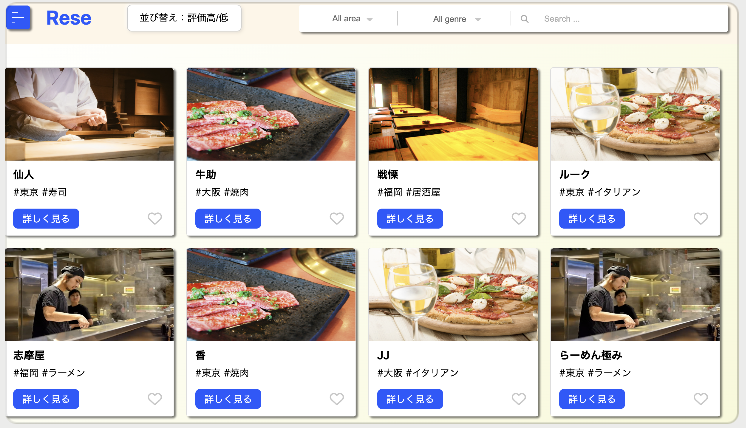 Rese
並び替え：評価高/低
All area
All genre
Search ...
仙人
#東京 #寿司
詳しく見る
牛助
#大阪 #焼肉
詳しく見る
戦慄
#福岡 #居酒屋
詳しく見る
ルーク
#東京 #イタリアン
詳しく見る
志摩屋
#福岡 #ラーメン
詳しく見る
香
#東京 #焼肉
詳しく見る
JJ
#大阪 #イタリアン
詳しく見る
らーめん極み
#東京 #ラーメン
詳しく見る